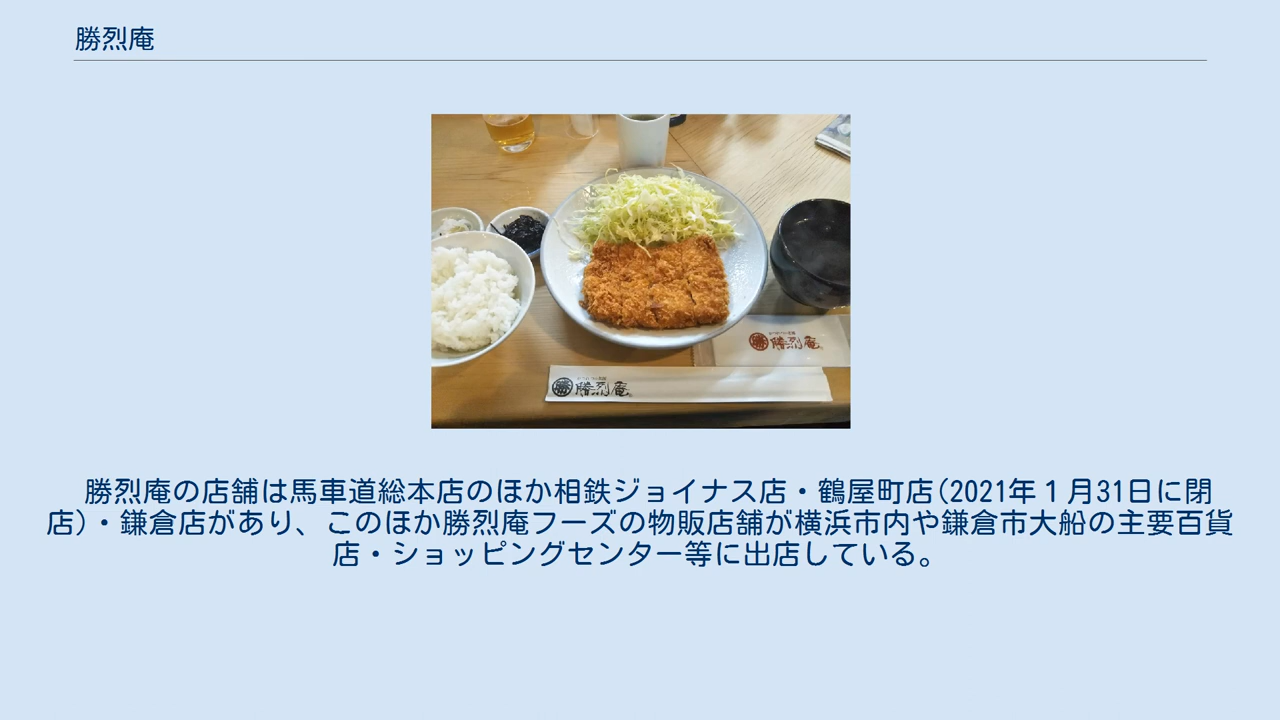 勝烈庵
勝烈庵
勝烈庵
勝烈庵の店舗は馬車道総本店のほか相鉄ジョイナス店・鶴屋町店(2021年１月31日に閉
店)・鎌倉店があり、このほか勝烈庵フーズの物販店舗が横浜市内や鎌倉市大船の主要百貨
店・ショッピングセンター等に出店している。